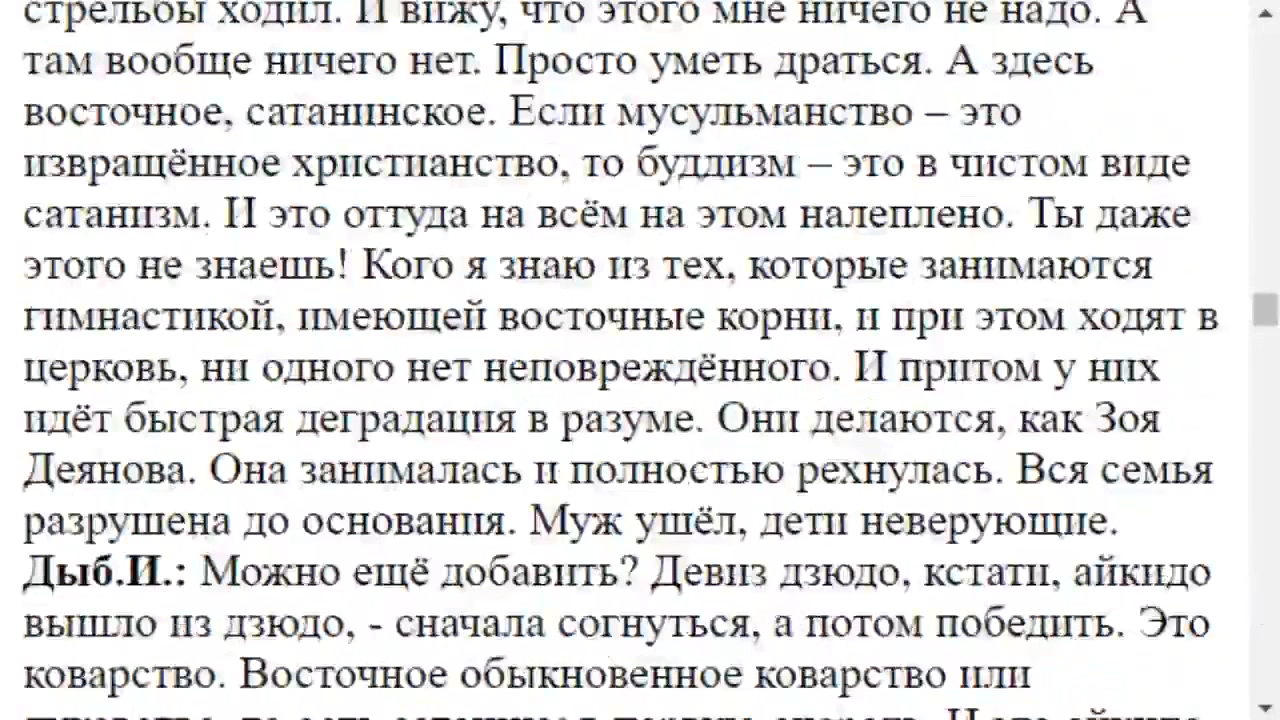 стрельбы ходил. И вижу, что этого мне ничего не надо. А
там вообще ничего нет. Просто уметь драться. А здесь
восточное, сатанинское. Если мусульманство – это
извращённое христианство, то буддизм – это в чистом виде
сатанизм. И это оттуда на всём на этом налеплено. Ты даже
этого не знаешь! Кого я знаю из тех, которые занимаются
гимнастикой, имеющей восточные корни, и при этом ходят в
церковь, ни одного нет неповреждённого. И притом у них
идёт быстрая деградация в разуме. Они делаются, как Зоя
Деянова. Она занималась и полностью рехнулась. Вся семья
разрушена до основания. Муж ушёл, дети неверующие.
Дыб.И.: Можно ещё добавить? Девиз дзюдо, кстати, айкидо
вышло из дзюдо, - сначала согнуться, а потом победить. Это
коварство. Восточное обыкновенное коварство или